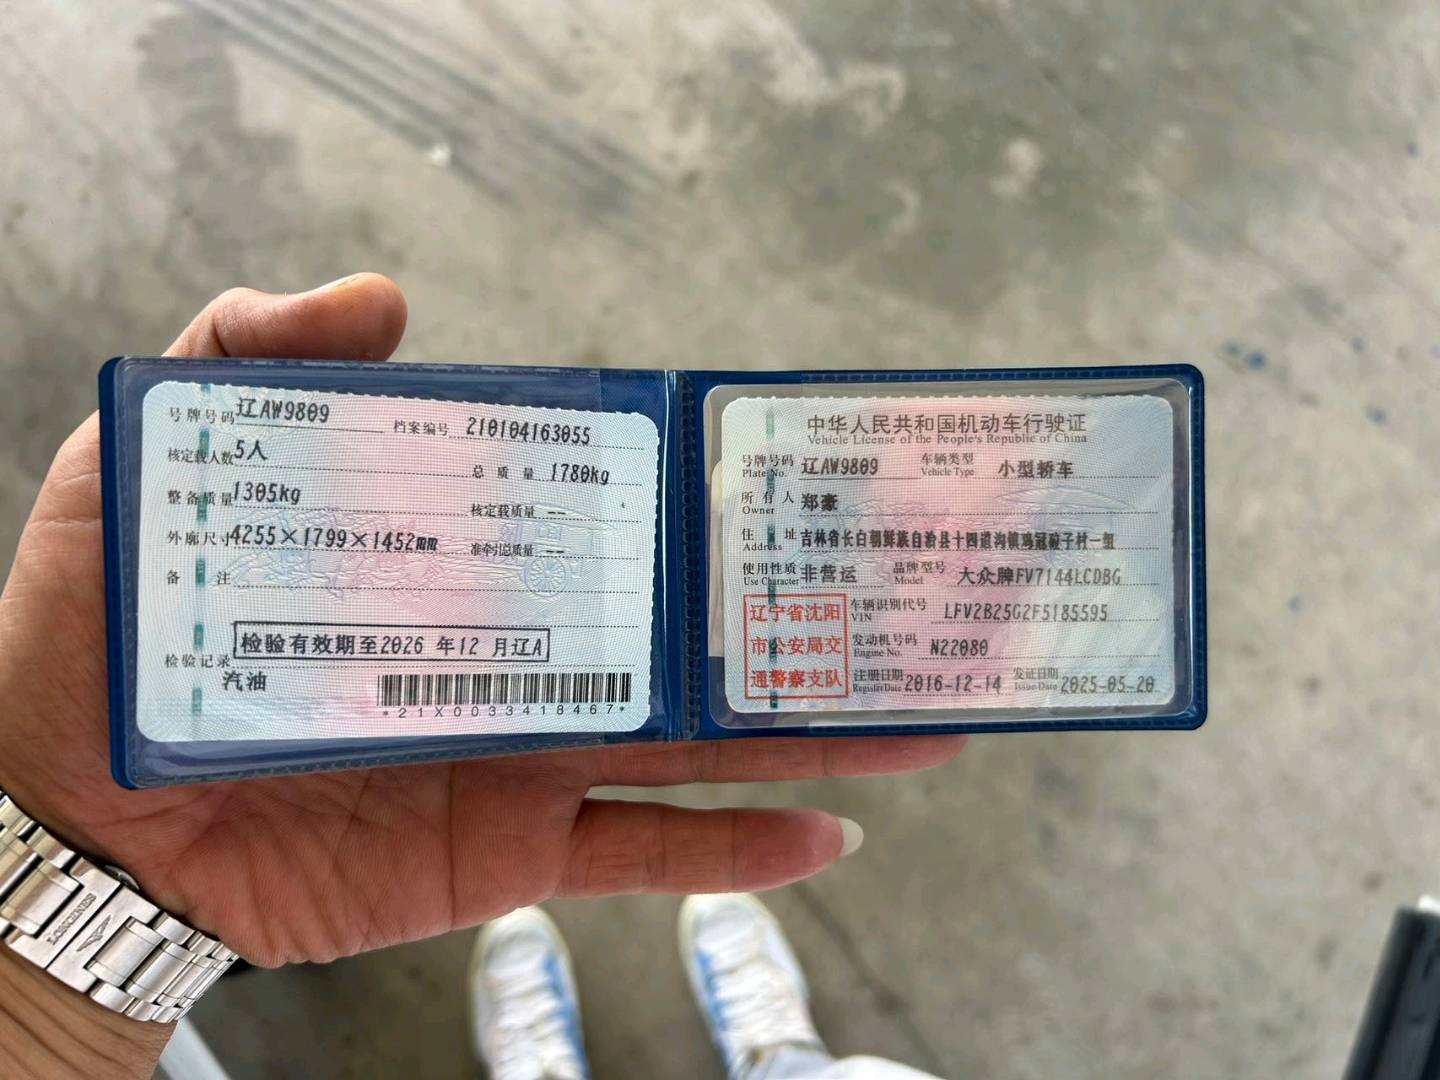 号牌号码 辽AW9809 档案编号 210104163055
核定载人数 5人 总质量 1780kg
整备质量 1305kg 核定载质量 --
外廓尺寸 4255×1799×1452mm 准牵引总质量 --
备注
检验有效期至2026 年12 月辽A
检验记录
汽油
*21X0033418467*
中华人民共和国机动车行驶证
Vehicle License of the People's Republic of China
号牌号码 辽AW9809 车辆类型 小型轿车
Plate No. Vehicle Type
所有人 郑豪
Owner
住址 吉林省长白朝鲜族自治县十四道沟镇鸡冠砬子村一组
Address
使用性质 非营运 品牌型号 大众牌FV7144LCDBG
Use Character Model
辽宁省沈阳
市公安局交
通警察支队
车辆识别代号 LFV2B25G2F5185595
VIN
发动机号码 N22080
Engine No.
注册日期 2016-12-14 发证日期 2025-05-20
Register Date Issue Date
LONGINES